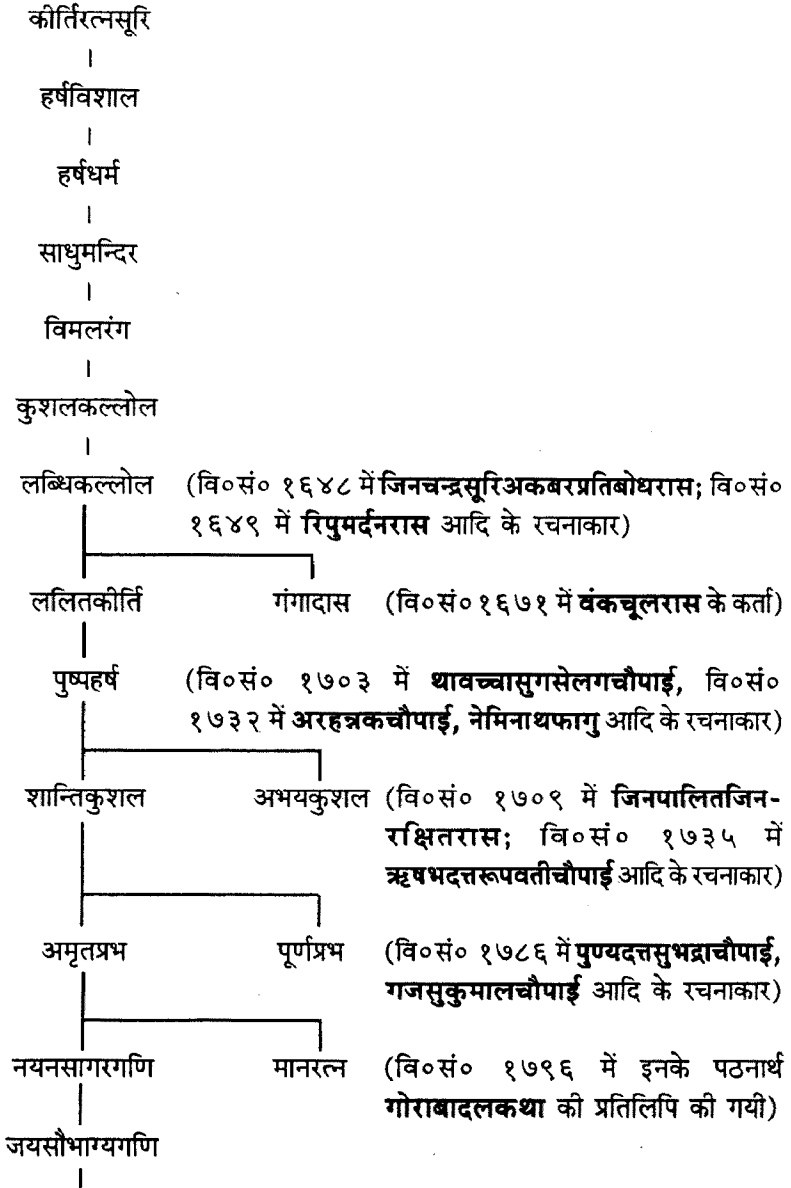 कीर्तिरत्नसूरि
हर्षविशाल
हर्षधर्म
साधुमन्दिर
विमलरंग
कुशलकल्लोल
लब्धिकल्लोल (वि०सं० १६४८ में जिनचन्द्रसूरिअकबरप्रतिबोधरास; वि०सं०
१६४९ में रिपुमर्दनरास आदि के रचनाकार)
ललितकीर्ति गंगादास (वि०सं०१६७१ में वंकचूलरास के कर्ता)
पुष्पहर्ष (वि०सं० १७०३ में थावच्चासुगसेलगचौपाई, वि०सं०
१७३२ में अरहन्नकचौपाई, नेमिनाथफागु आदि के रचनाकार)
शान्तिकुशल अभयकुशल (वि०सं० १७०९ में जिनपालितजिन-
रक्षितरास; वि०सं० १७३५ में
ऋषभदत्तरूपवतीचौपाई आदि के रचनाकार)
अमृतप्रभ पूर्णप्रभ (वि०सं० १७८६ में पुण्यदत्तसुभद्राचौपाई,
गजसुकुमालचौपाई आदि के रचनाकार)
नयनसागरगणि मानरत्न (वि०सं० १७९६ में इनके पठनार्थ
गोराबादलकथा की प्रतिलिपि की गयी)
जयसौभाग्यगणि